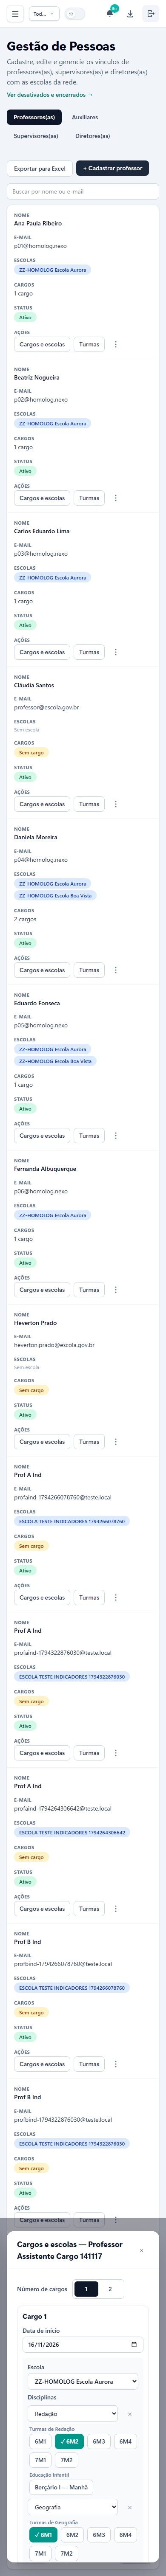 Tod...
9+
Gestão de Pessoas
Cadastre, edite e gerencie os vínculos de
professores(as), supervisores(as) e diretores(as)
com as escolas da rede.
Ver desativados e encerrados →
Professores(as)
Auxiliares
Supervisores(as)
Diretores(as)
Exportar para Excel
+ Cadastrar professor
Buscar por nome ou e-mail
NOME
Ana Paula Ribeiro
E-MAIL
p01@homolog.nexo
ESCOLAS
ZZ-HOMOLOG Escola Aurora
CARGOS
1 cargo
STATUS
Ativo
AÇÕES
Cargos e escolas
Turmas
NOME
Beatriz Nogueira
E-MAIL
p02@homolog.nexo
ESCOLAS
ZZ-HOMOLOG Escola Aurora
CARGOS
1 cargo
STATUS
Ativo
AÇÕES
Cargos e escolas
Turmas
NOME
Carlos Eduardo Lima
E-MAIL
p03@homolog.nexo
ESCOLAS
ZZ-HOMOLOG Escola Aurora
CARGOS
1 cargo
STATUS
Ativo
AÇÕES
Cargos e escolas
Turmas
NOME
Cláudia Santos
E-MAIL
professor@escola.gov.br
ESCOLAS
Sem escola
CARGOS
Sem cargo
STATUS
Ativo
AÇÕES
Cargos e escolas
Turmas
NOME
Daniela Moreira
E-MAIL
p04@homolog.nexo
ESCOLAS
ZZ-HOMOLOG Escola Aurora
ZZ-HOMOLOG Escola Boa Vista
CARGOS
2 cargos
STATUS
Ativo
AÇÕES
Cargos e escolas
Turmas
NOME
Eduardo Fonseca
E-MAIL
p05@homolog.nexo
ESCOLAS
ZZ-HOMOLOG Escola Aurora
ZZ-HOMOLOG Escola Boa Vista
CARGOS
1 cargo
STATUS
Ativo
AÇÕES
Cargos e escolas
Turmas
NOME
Fernanda Albuquerque
E-MAIL
p06@homolog.nexo
ESCOLAS
ZZ-HOMOLOG Escola Aurora
CARGOS
1 cargo
STATUS
Ativo
AÇÕES
Cargos e escolas
Turmas
NOME
Heverton Prado
E-MAIL
heverton.prado@escola.gov.br
ESCOLAS
Sem escola
CARGOS
Sem cargo
STATUS
Ativo
AÇÕES
Cargos e escolas
Turmas
NOME
Prof A Ind
E-MAIL
profaind-1794266078760@teste.local
ESCOLAS
ESCOLA TESTE INDICADORES 1794266078760
CARGOS
Sem cargo
STATUS
Ativo
AÇÕES
Cargos e escolas
Turmas
NOME
Prof A Ind
E-MAIL
profaind-1794322876030@teste.local
ESCOLAS
ESCOLA TESTE INDICADORES 1794322876030
CARGOS
Sem cargo
STATUS
Ativo
AÇÕES
Cargos e escolas
Turmas
NOME
Prof A Ind
E-MAIL
profaind-1794264306642@teste.local
ESCOLAS
ESCOLA TESTE INDICADORES 1794264306642
CARGOS
Sem cargo
STATUS
Ativo
AÇÕES
Cargos e escolas
Turmas
NOME
Prof B Ind
E-MAIL
profbind-1794266078760@teste.local
ESCOLAS
ESCOLA TESTE INDICADORES 1794266078760
CARGOS
Sem cargo
STATUS
Ativo
AÇÕES
Cargos e escolas
Turmas
NOME
Prof B Ind
E-MAIL
profbind-1794322876030@teste.local
ESCOLAS
ESCOLA TESTE INDICADORES 1794322876030
CARGOS
Sem cargo
STATUS
Ativo
AÇÕES
Cargos e escolas
Turmas
Cargos e escolas — Professor
Assistente Cargo 141117
×
Número de cargos
1
2
Cargo 1
Data de início
16/11/2026
Escola
ZZ-HOMOLOG Escola Aurora
Disciplinas
Redação
×
Turmas de Redação
6M1
✓ 6M2
6M3
6M4
7M1
7M2
Educação Infantil
Berçário I — Manhã
Geografia
×
Turmas de Geografia
✓ 6M1
6M2
6M3
6M4
7M1
7M2